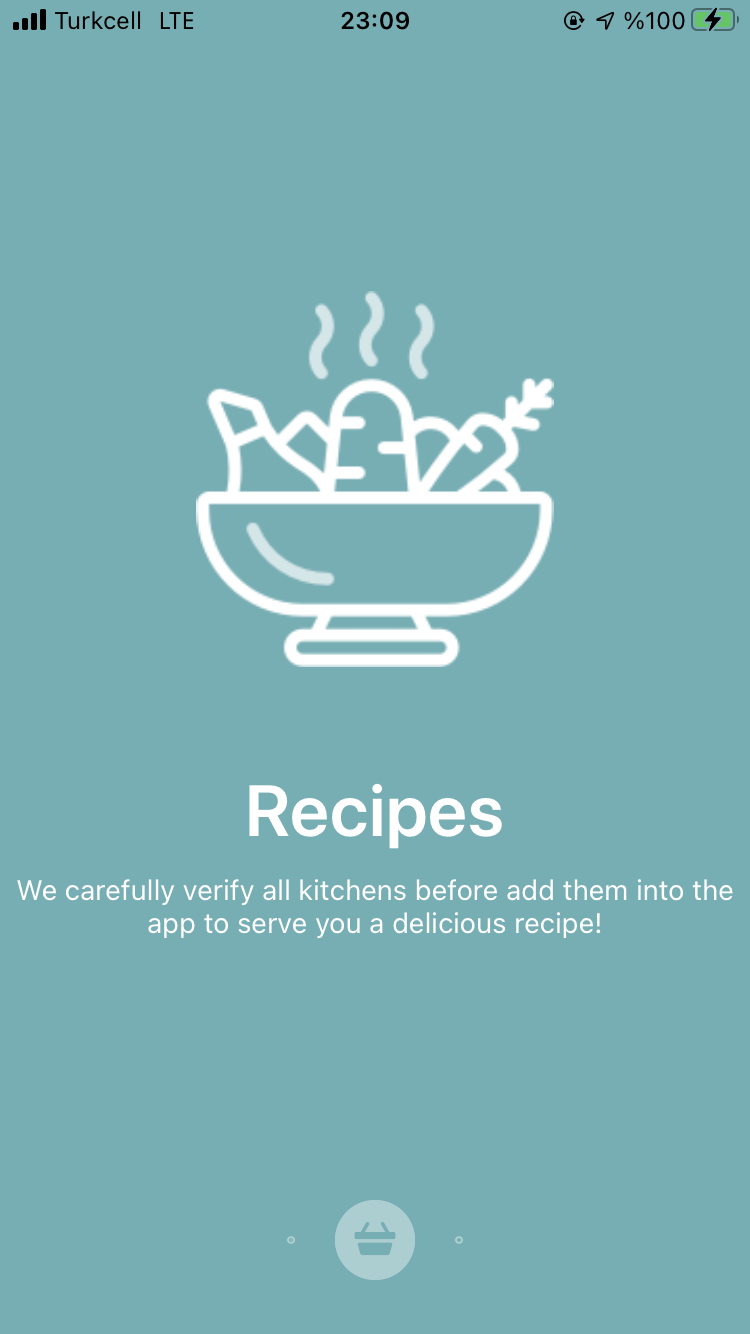 Turkcell LTE 23:09 %100
Recipes
We carefully verify all kitchens before add them into the
app to serve you a delicious recipe!